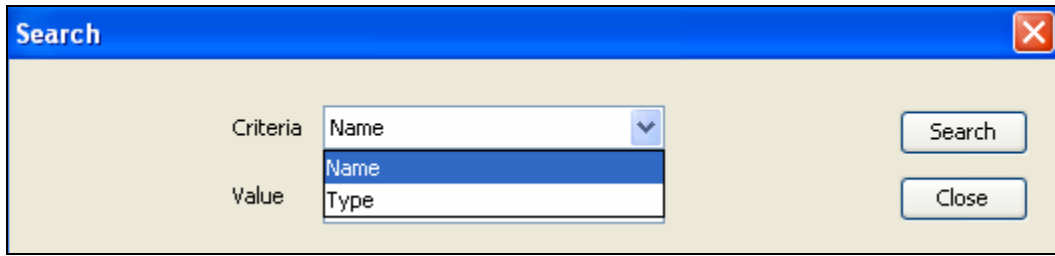 Search
Criteria Name
Search
Name
Value
Type
Close